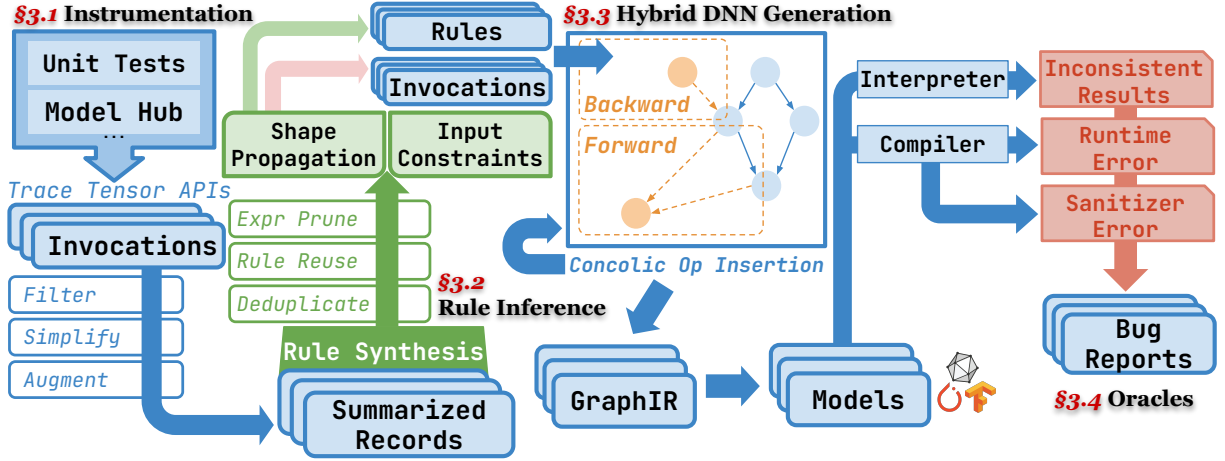 §3.1 Instrumentation
Unit Tests
Model Hub
...
Trace Tensor APIs
Invocations
Filter
Simplify
Augment
Rules
Invocations
Shape
Propagation
Input
Constraints
Expr Prune
Rule Reuse
Deduplicate
§3.2
Rule Inference
Rule Synthesis
Summarized
Records
§3.3 Hybrid DNN Generation
Backward
Forward
Concolic Op Insertion
GraphIR
Models
Interpreter
Compiler
Inconsistent
Results
Runtime
Error
Sanitizer
Error
Bug
Reports
§3.4 Oracles